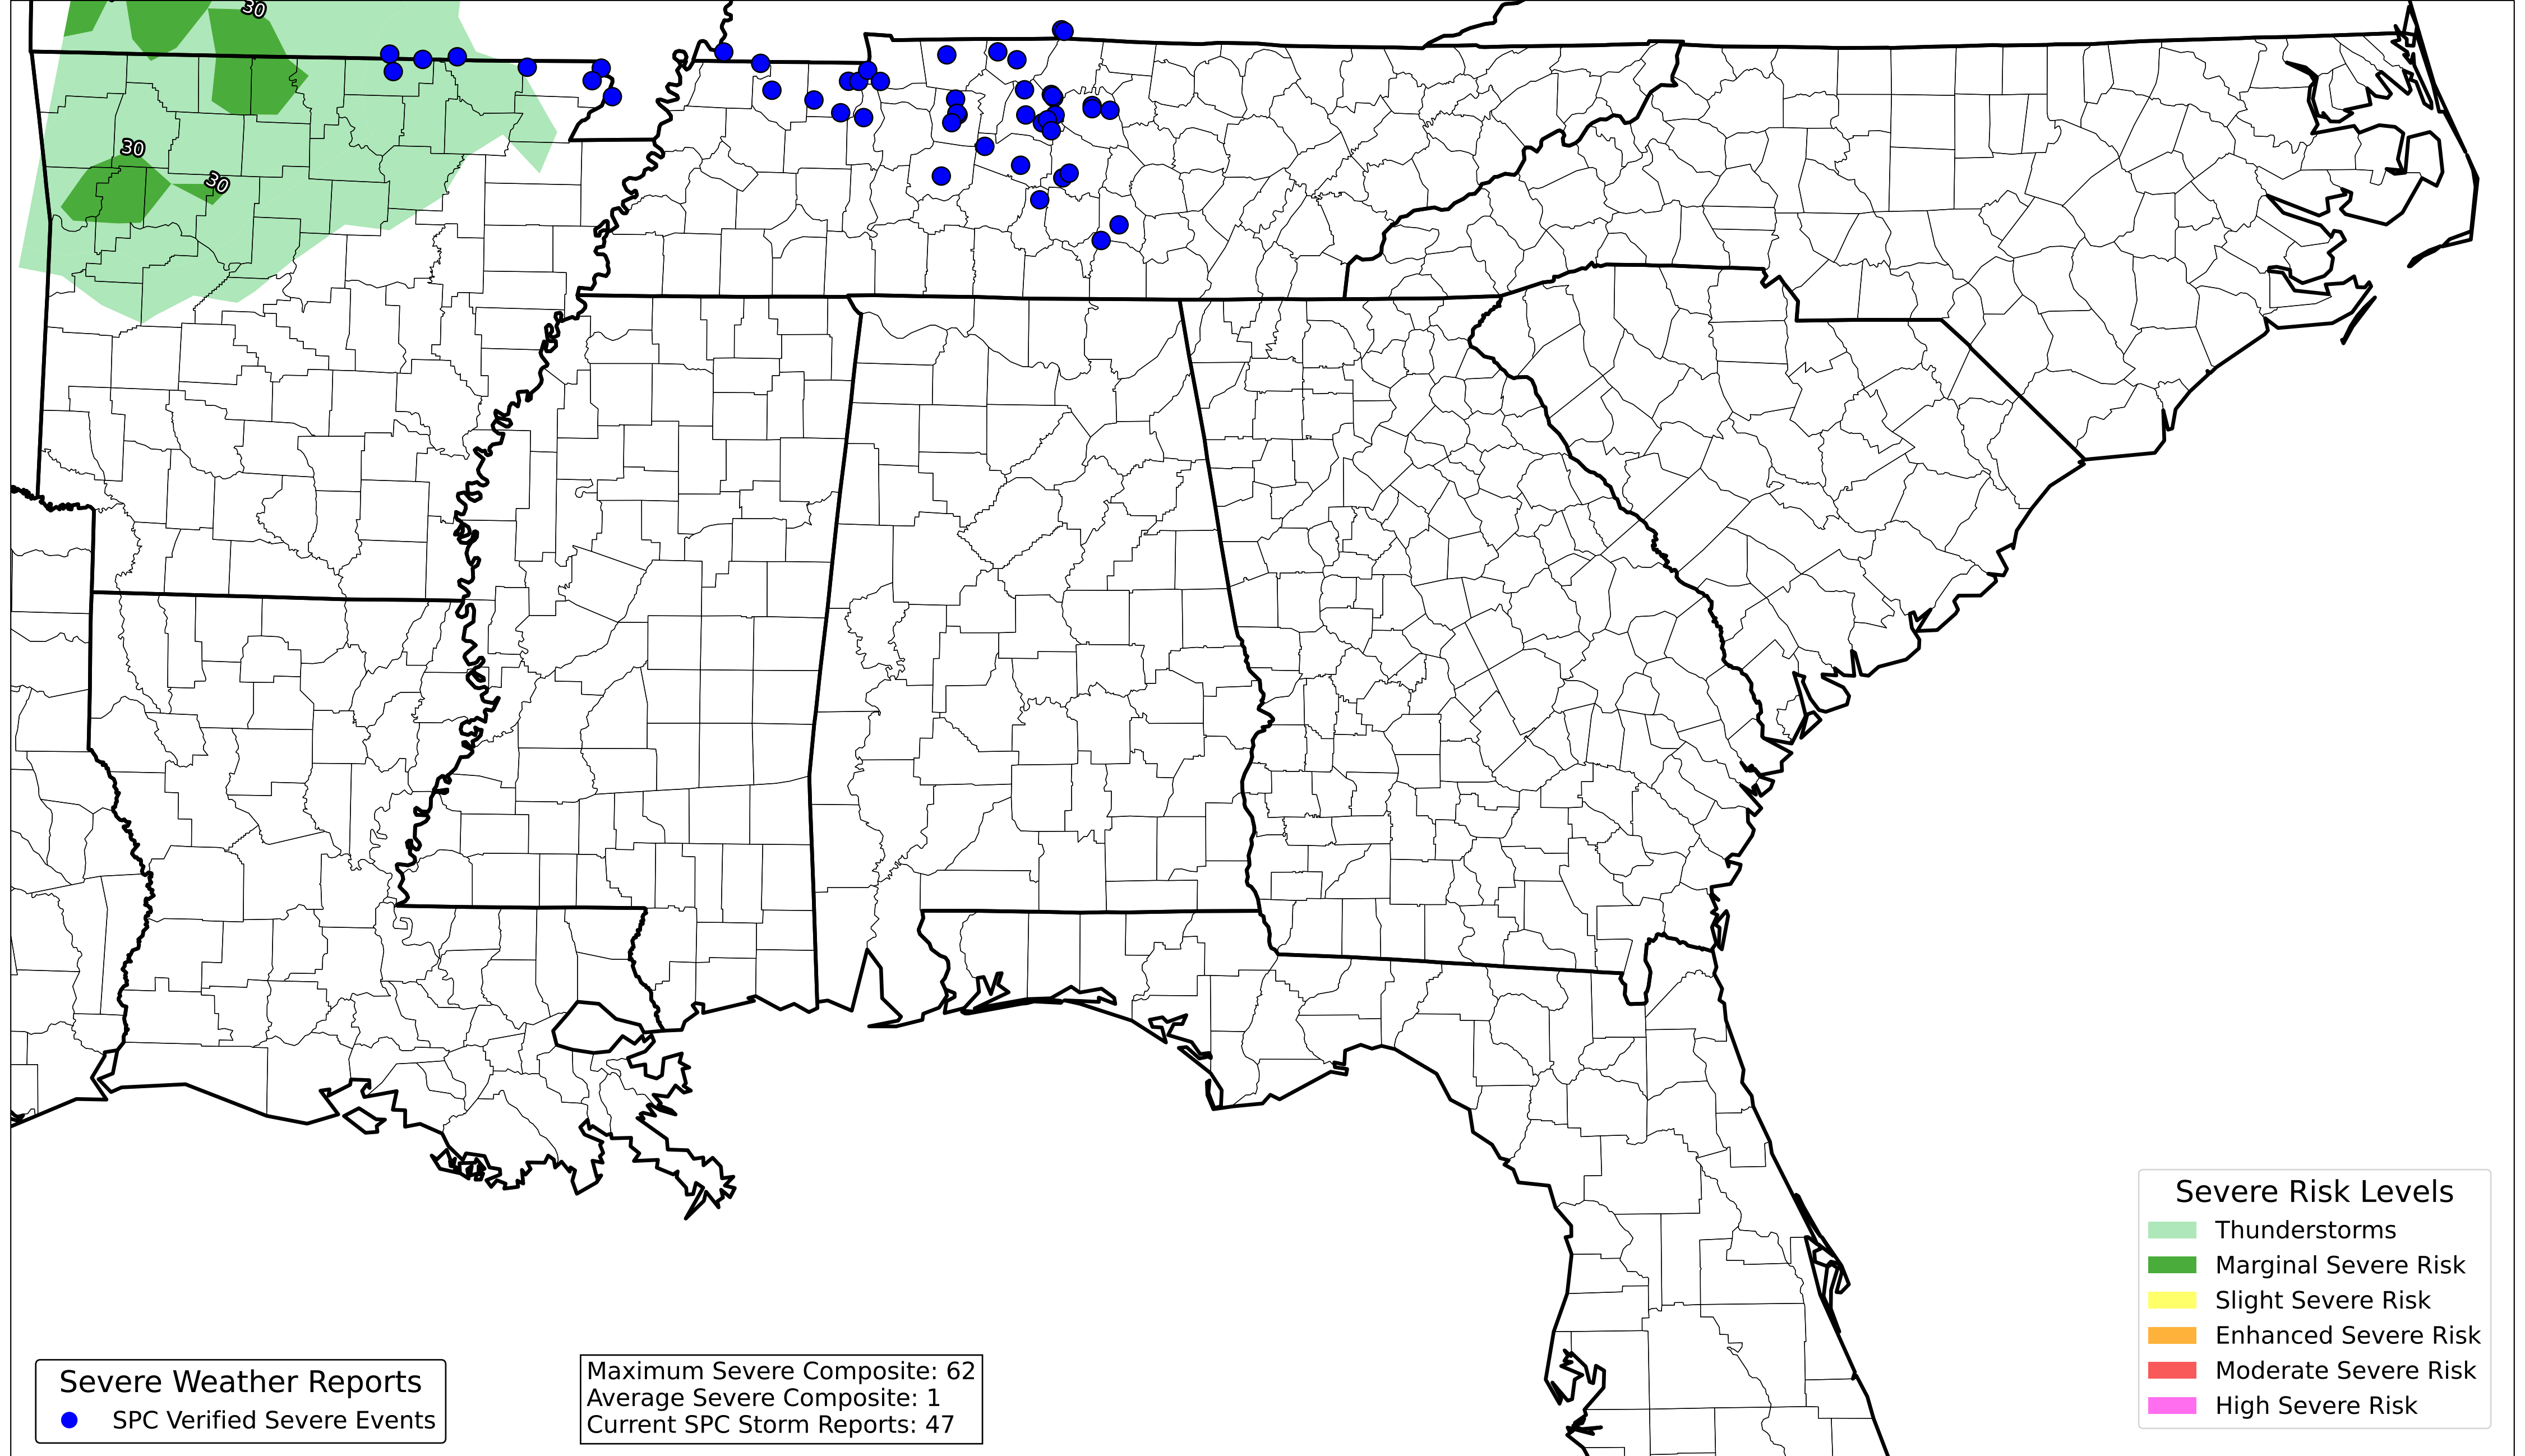 30
30
30
Severe Weather Reports
SPC Verified Severe Events
Maximum Severe Composite: 62
Average Severe Composite: 1
Current SPC Storm Reports: 47
Severe Risk Levels
Thunderstorms
Marginal Severe Risk
Slight Severe Risk
Enhanced Severe Risk
Moderate Severe Risk
High Severe Risk